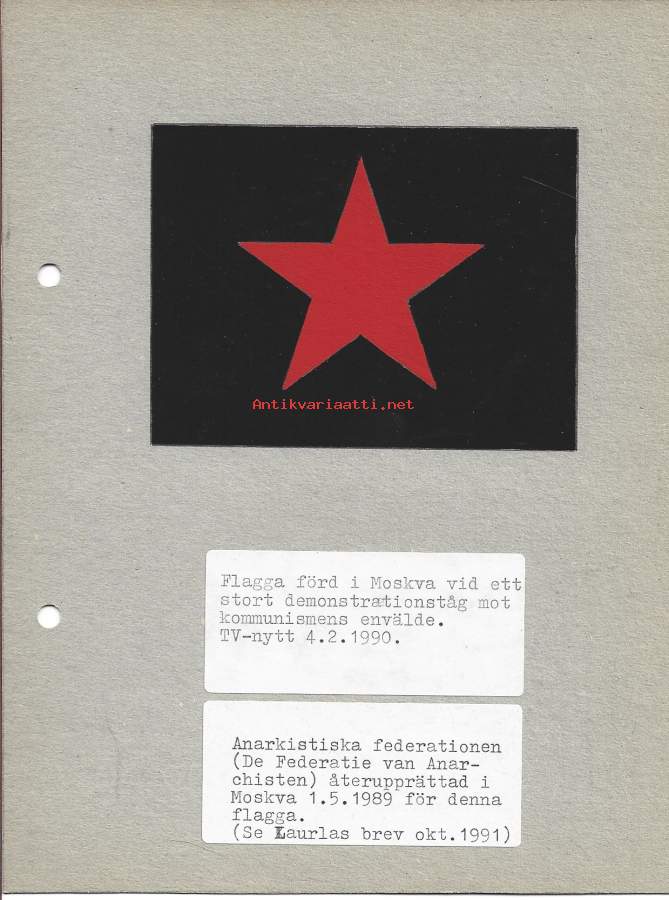 Antikvariaatti.net
Flagga förd i Moskva vid ett
stort demonstrationståg mot
kommunismens envälde.
TV-nytt 4.2.1990.
Anarkistiska federationen
(De Federatie van Anar-
chisten) återupprättad i
Moskva 1.5.1989 för denna
flagga.
(Se Laurlas brev okt.1991)